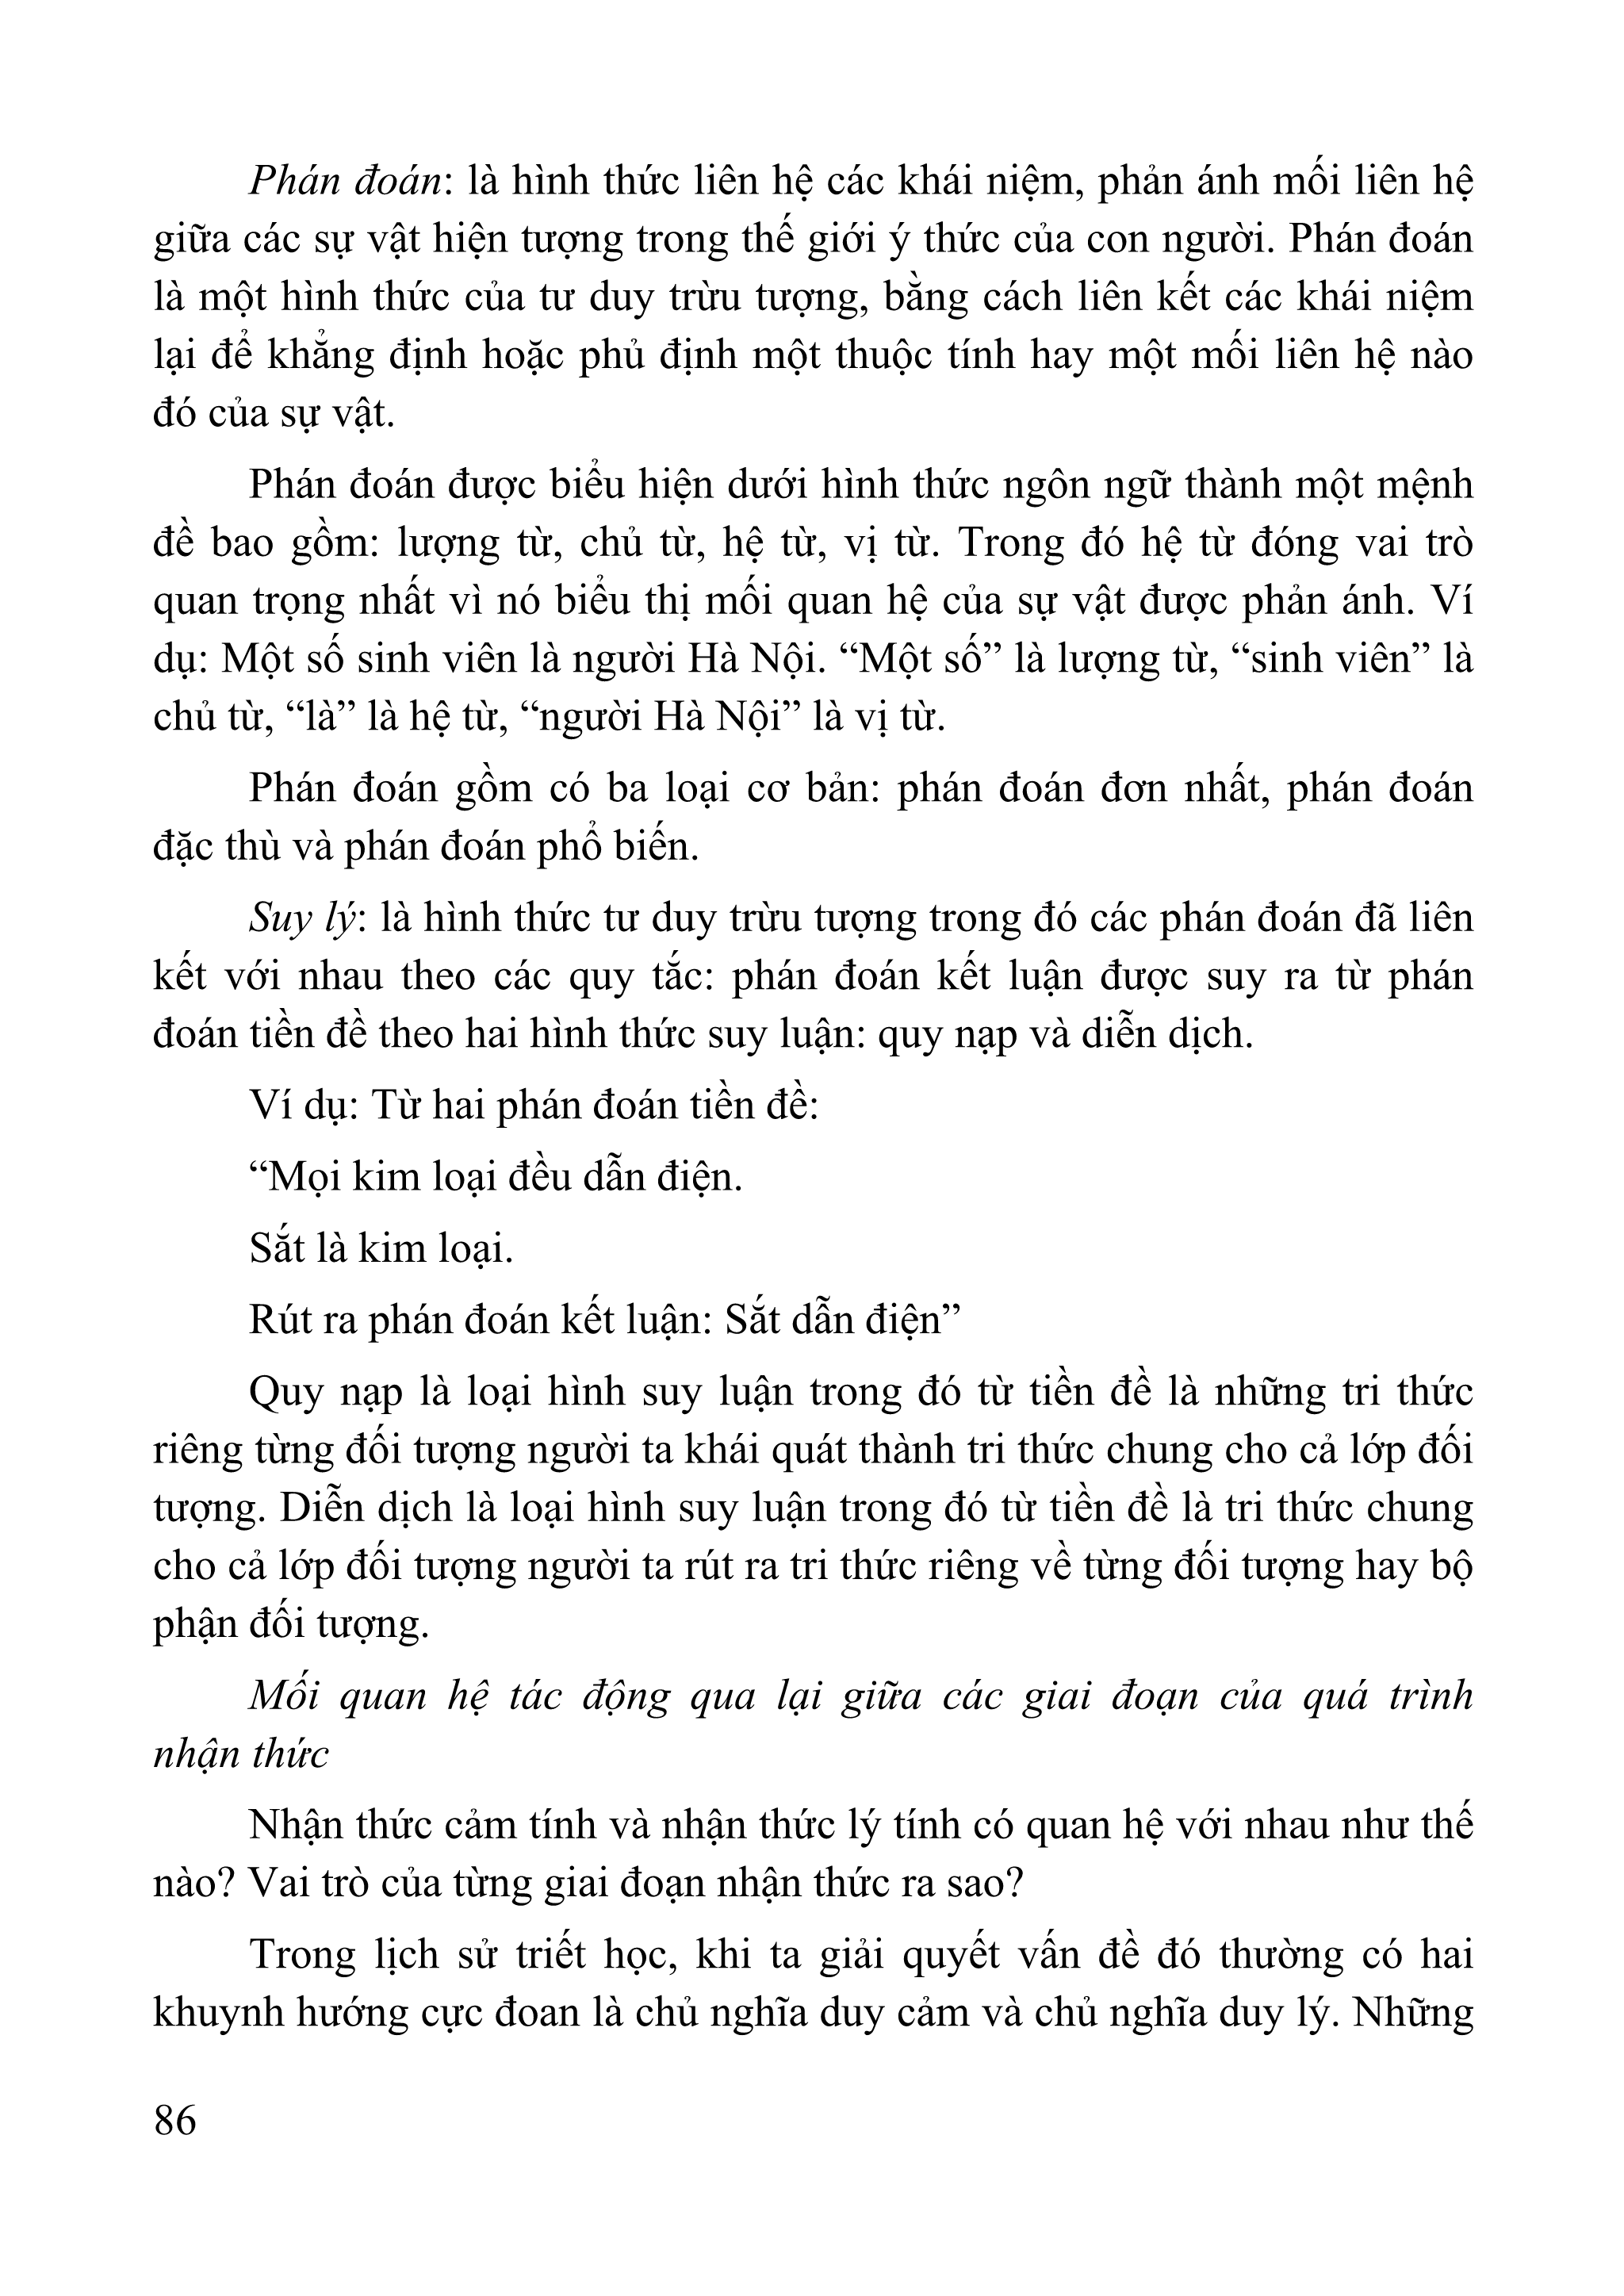 Phán đoán: là hình thức liên hệ các khái niệm, phản ánh mối liên hệ
giữa các sự vật hiện tượng trong thế giới ý thức của con người. Phán đoán
là một hình thức của tư duy trừu tượng, bằng cách liên kết các khái niệm
lại để khẳng định hoặc phủ định một thuộc tính hay một mối liên hệ nào
đó của sự vật.
Phán đoán được biểu hiện dưới hình thức ngôn ngữ thành một mệnh
đề bao gồm: lượng từ, chủ từ, hệ từ, vị từ. Trong đó hệ từ đóng vai trò
quan trọng nhất vì nó biểu thị mối quan hệ của sự vật được phản ánh. Ví
dụ: Một số sinh viên là người Hà Nội. “Một số” là lượng từ, “sinh viên” là
chủ từ, “là” là hệ từ, “người Hà Nội” là vị từ.
Phán đoán gồm có ba loại cơ bản: phán đoán đơn nhất, phán đoán
đặc thù và phán đoán phổ biến.
Suy lý: là hình thức tư duy trừu tượng trong đó các phán đoán đã liên
kết với nhau theo các quy tắc: phán đoán kết luận được suy ra từ phán
đoán tiền đề theo hai hình thức suy luận: quy nạp và diễn dịch.
Ví dụ: Từ hai phán đoán tiền đề:
“Mọi kim loại đều dẫn điện.
Sắt là kim loại.
Rút ra phán đoán kết luận: Sắt dẫn điện”
Quy nạp là loại hình suy luận trong đó từ tiền đề là những tri thức
riêng từng đối tượng người ta khái quát thành tri thức chung cho cả lớp đối
tượng. Diễn dịch là loại hình suy luận trong đó từ tiền đề là tri thức chung
cho cả lớp đối tượng người ta rút ra tri thức riêng về từng đối tượng hay bộ
phận đối tượng.
Mối quan hệ tác động qua lại giữa các giai đoạn của quá trình
nhận thức
Nhận thức cảm tính và nhận thức lý tính có quan hệ với nhau như thế
nào? Vai trò của từng giai đoạn nhận thức ra sao?
Trong lịch sử triết học, khi ta giải quyết vấn đề đó thường có hai
khuynh hướng cực đoan là chủ nghĩa duy cảm và chủ nghĩa duy lý. Những
86